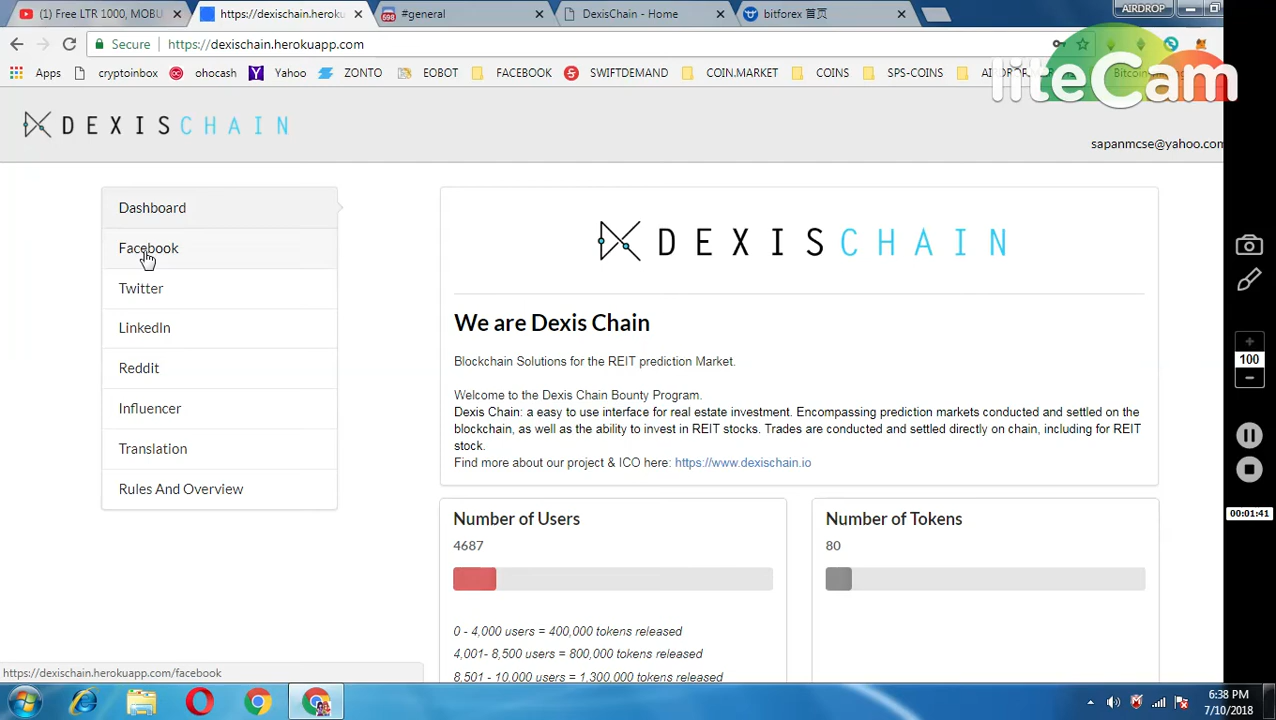 (1) Free LTR 1000, MOBU
https://dexischain.heroku
#general
DexisChain - Home
bitforex 首页
AIRDROP
Secure
https://dexischain.herokuapp.com
Apps
cryptoinbox
ohocash
Yahoo
ZONTO
EOBOT
FACEBOOK
SWIFTDEMAND
COIN.MARKET
COINS
SPS-COINS
liteCam
DEXISCHAIN
sapanmcse@yahoo.com
Dashboard
Facebook
Twitter
LinkedIn
Reddit
Influencer
Translation
Rules And Overview
DEXISCHAIN
We are Dexis Chain
Blockchain Solutions for the REIT prediction Market.
Welcome to the Dexis Chain Bounty Program.
Dexis Chain: a easy to use interface for real estate investment. Encompassing prediction markets conducted and settled on the
blockchain, as well as the ability to invest in REIT stocks. Trades are conducted and settled directly on chain, including for REIT
stock.
Find more about our project & ICO here: https://www.dexischain.io
Number of Users
4687
0 - 4,000 users = 400,000 tokens released
4,001- 8,500 users = 800,000 tokens released
8,501 - 10,000 users = 1,300,000 tokens released
Number of Tokens
80
100
00:01:41
https://dexischain.herokuapp.com/facebook
6:38 PM
7/10/2018